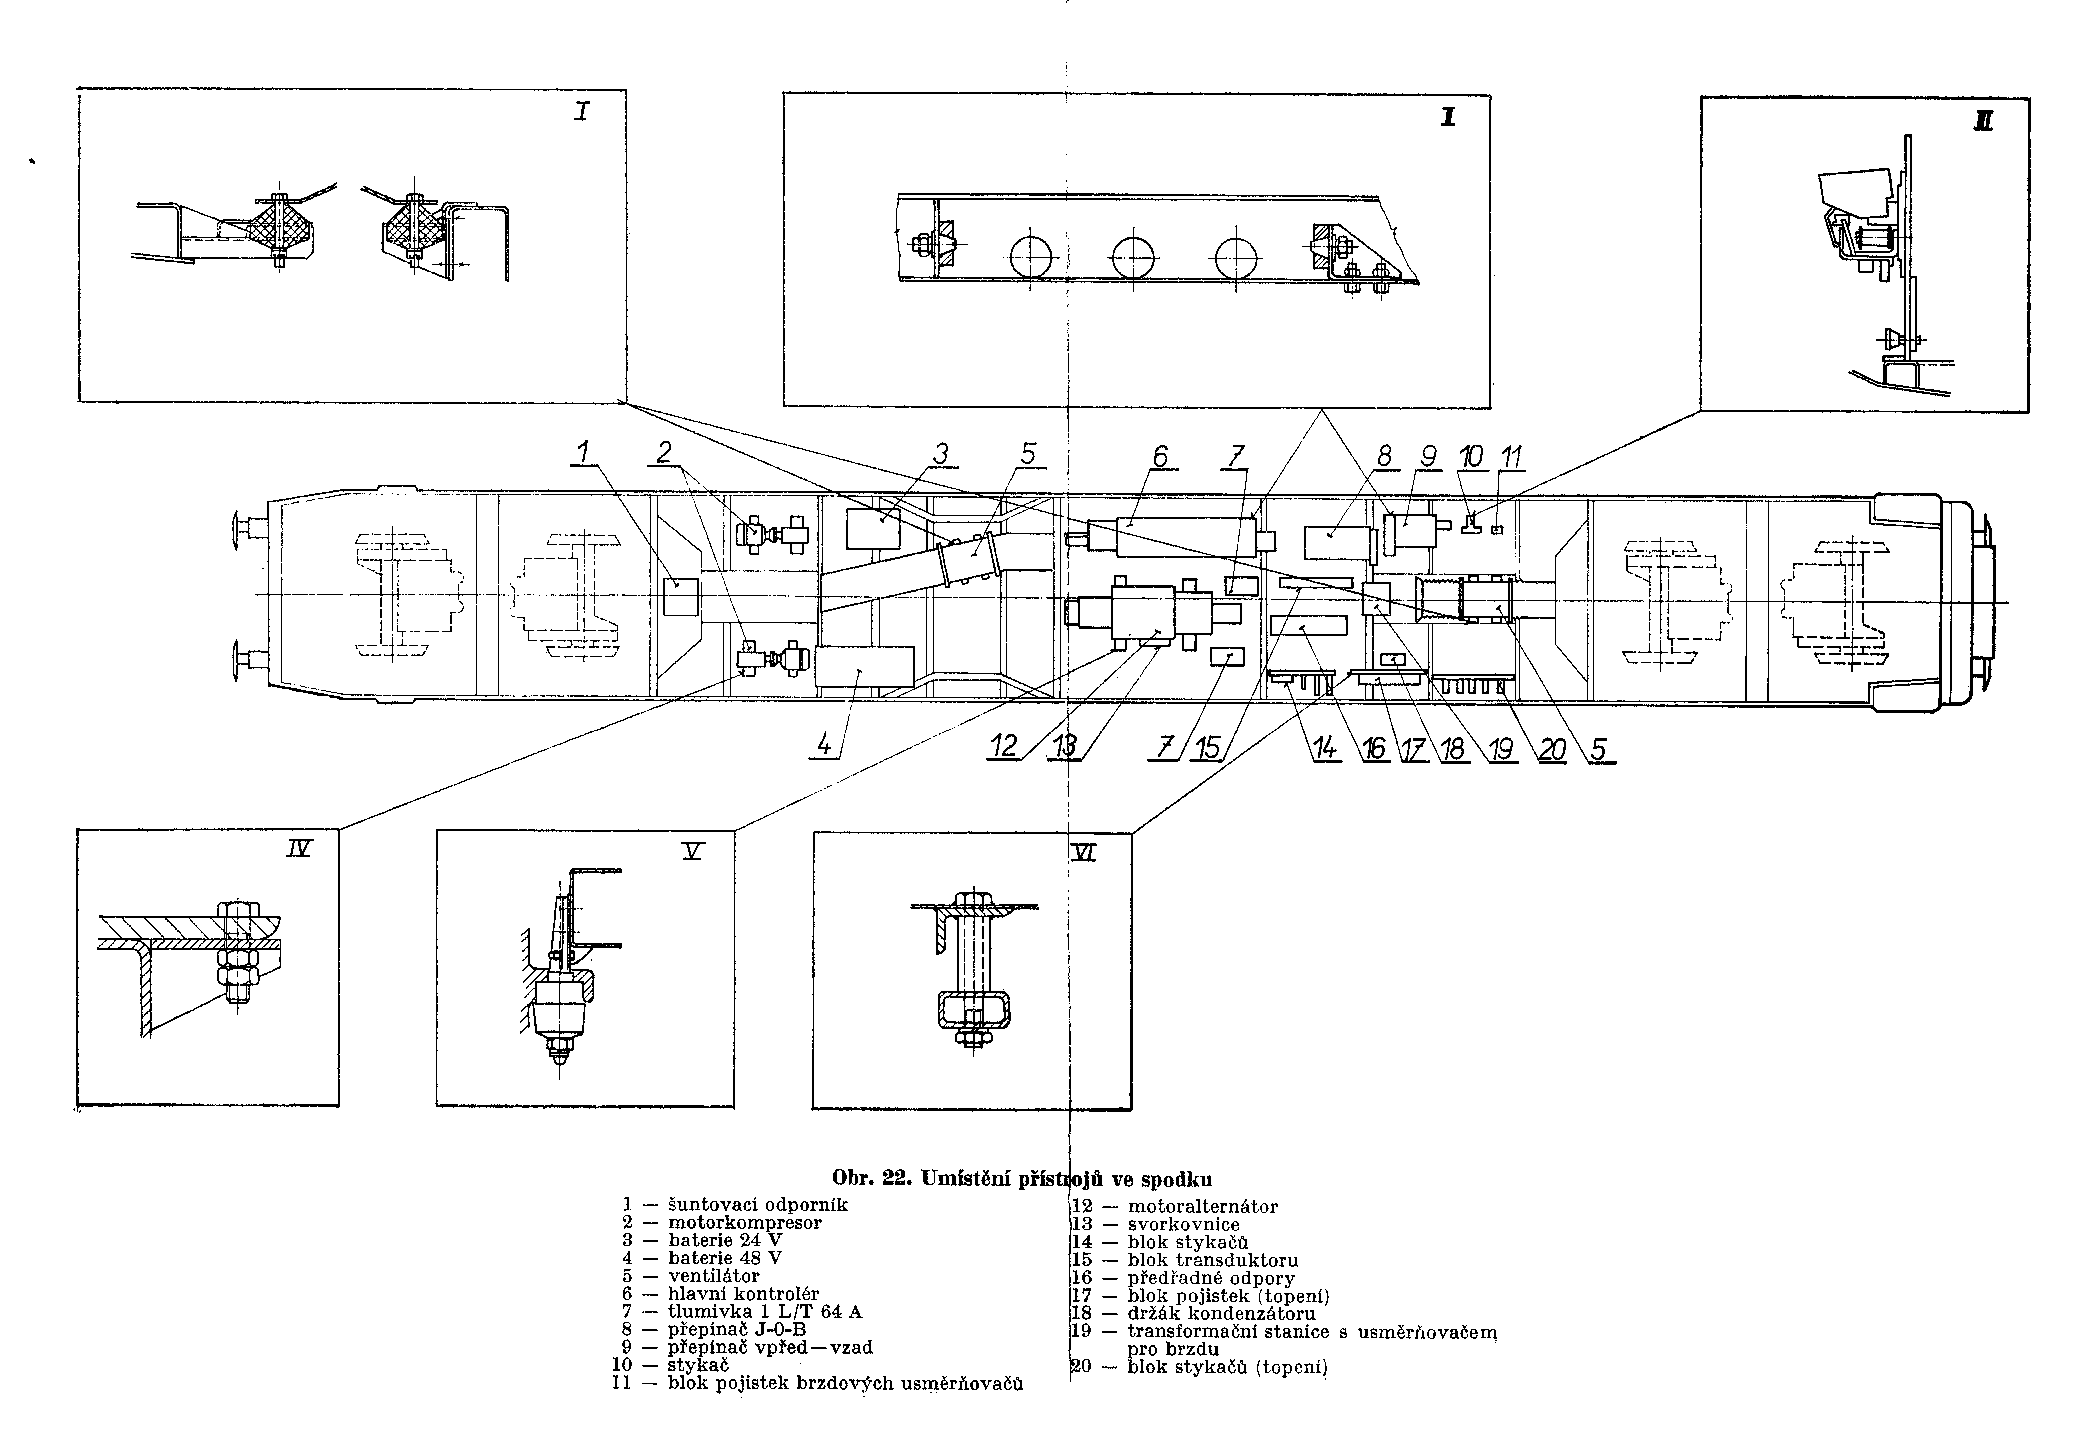 I
I
III
1
2
3
5
6
7
8
9
10
11
4
12
13
7
15
14
16
17
18
19
20
5
IV
V
VI
Obr. 22. Umístění přístrojů ve spodku
1 — šuntovací odporník
2 — motorkompresor
3 — baterie 24 V
4 — baterie 48 V
5 — ventilátor
6 — hlavní kontrolér
7 — tlumivka 1 L/T 64 A
8 — přepínač J-0-B
9 — přepínač vpřed—vzad
10 — stykač
11 — blok pojistek brzdových usměrňovačů
12 — motoralternátor
13 — svorkovnice
14 — blok stykačů
15 — blok transduktoru
16 — předřadné odpory
17 — blok pojistek (topení)
18 — držák kondenzátoru
19 — transformační stanice s usměrňovačem
pro brzdu
20 — blok stykačů (topení)